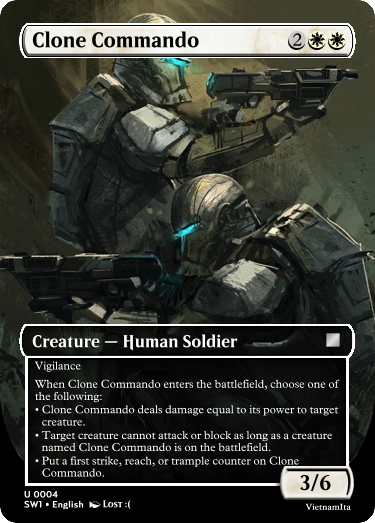 Clone Commando 2
Creature — Human Soldier
Vigilance
When Clone Commando enters the battlefield, choose one of
the following:
• Clone Commando deals damage equal to its power to target
creature.
• Target creature cannot attack or block as long as a creature
named Clone Commando is on the battlefield.
• Put a first strike, reach, or trample counter on Clone
Commando.
3/6
U 0004
SW1 • English Lost :(
VietnamIta